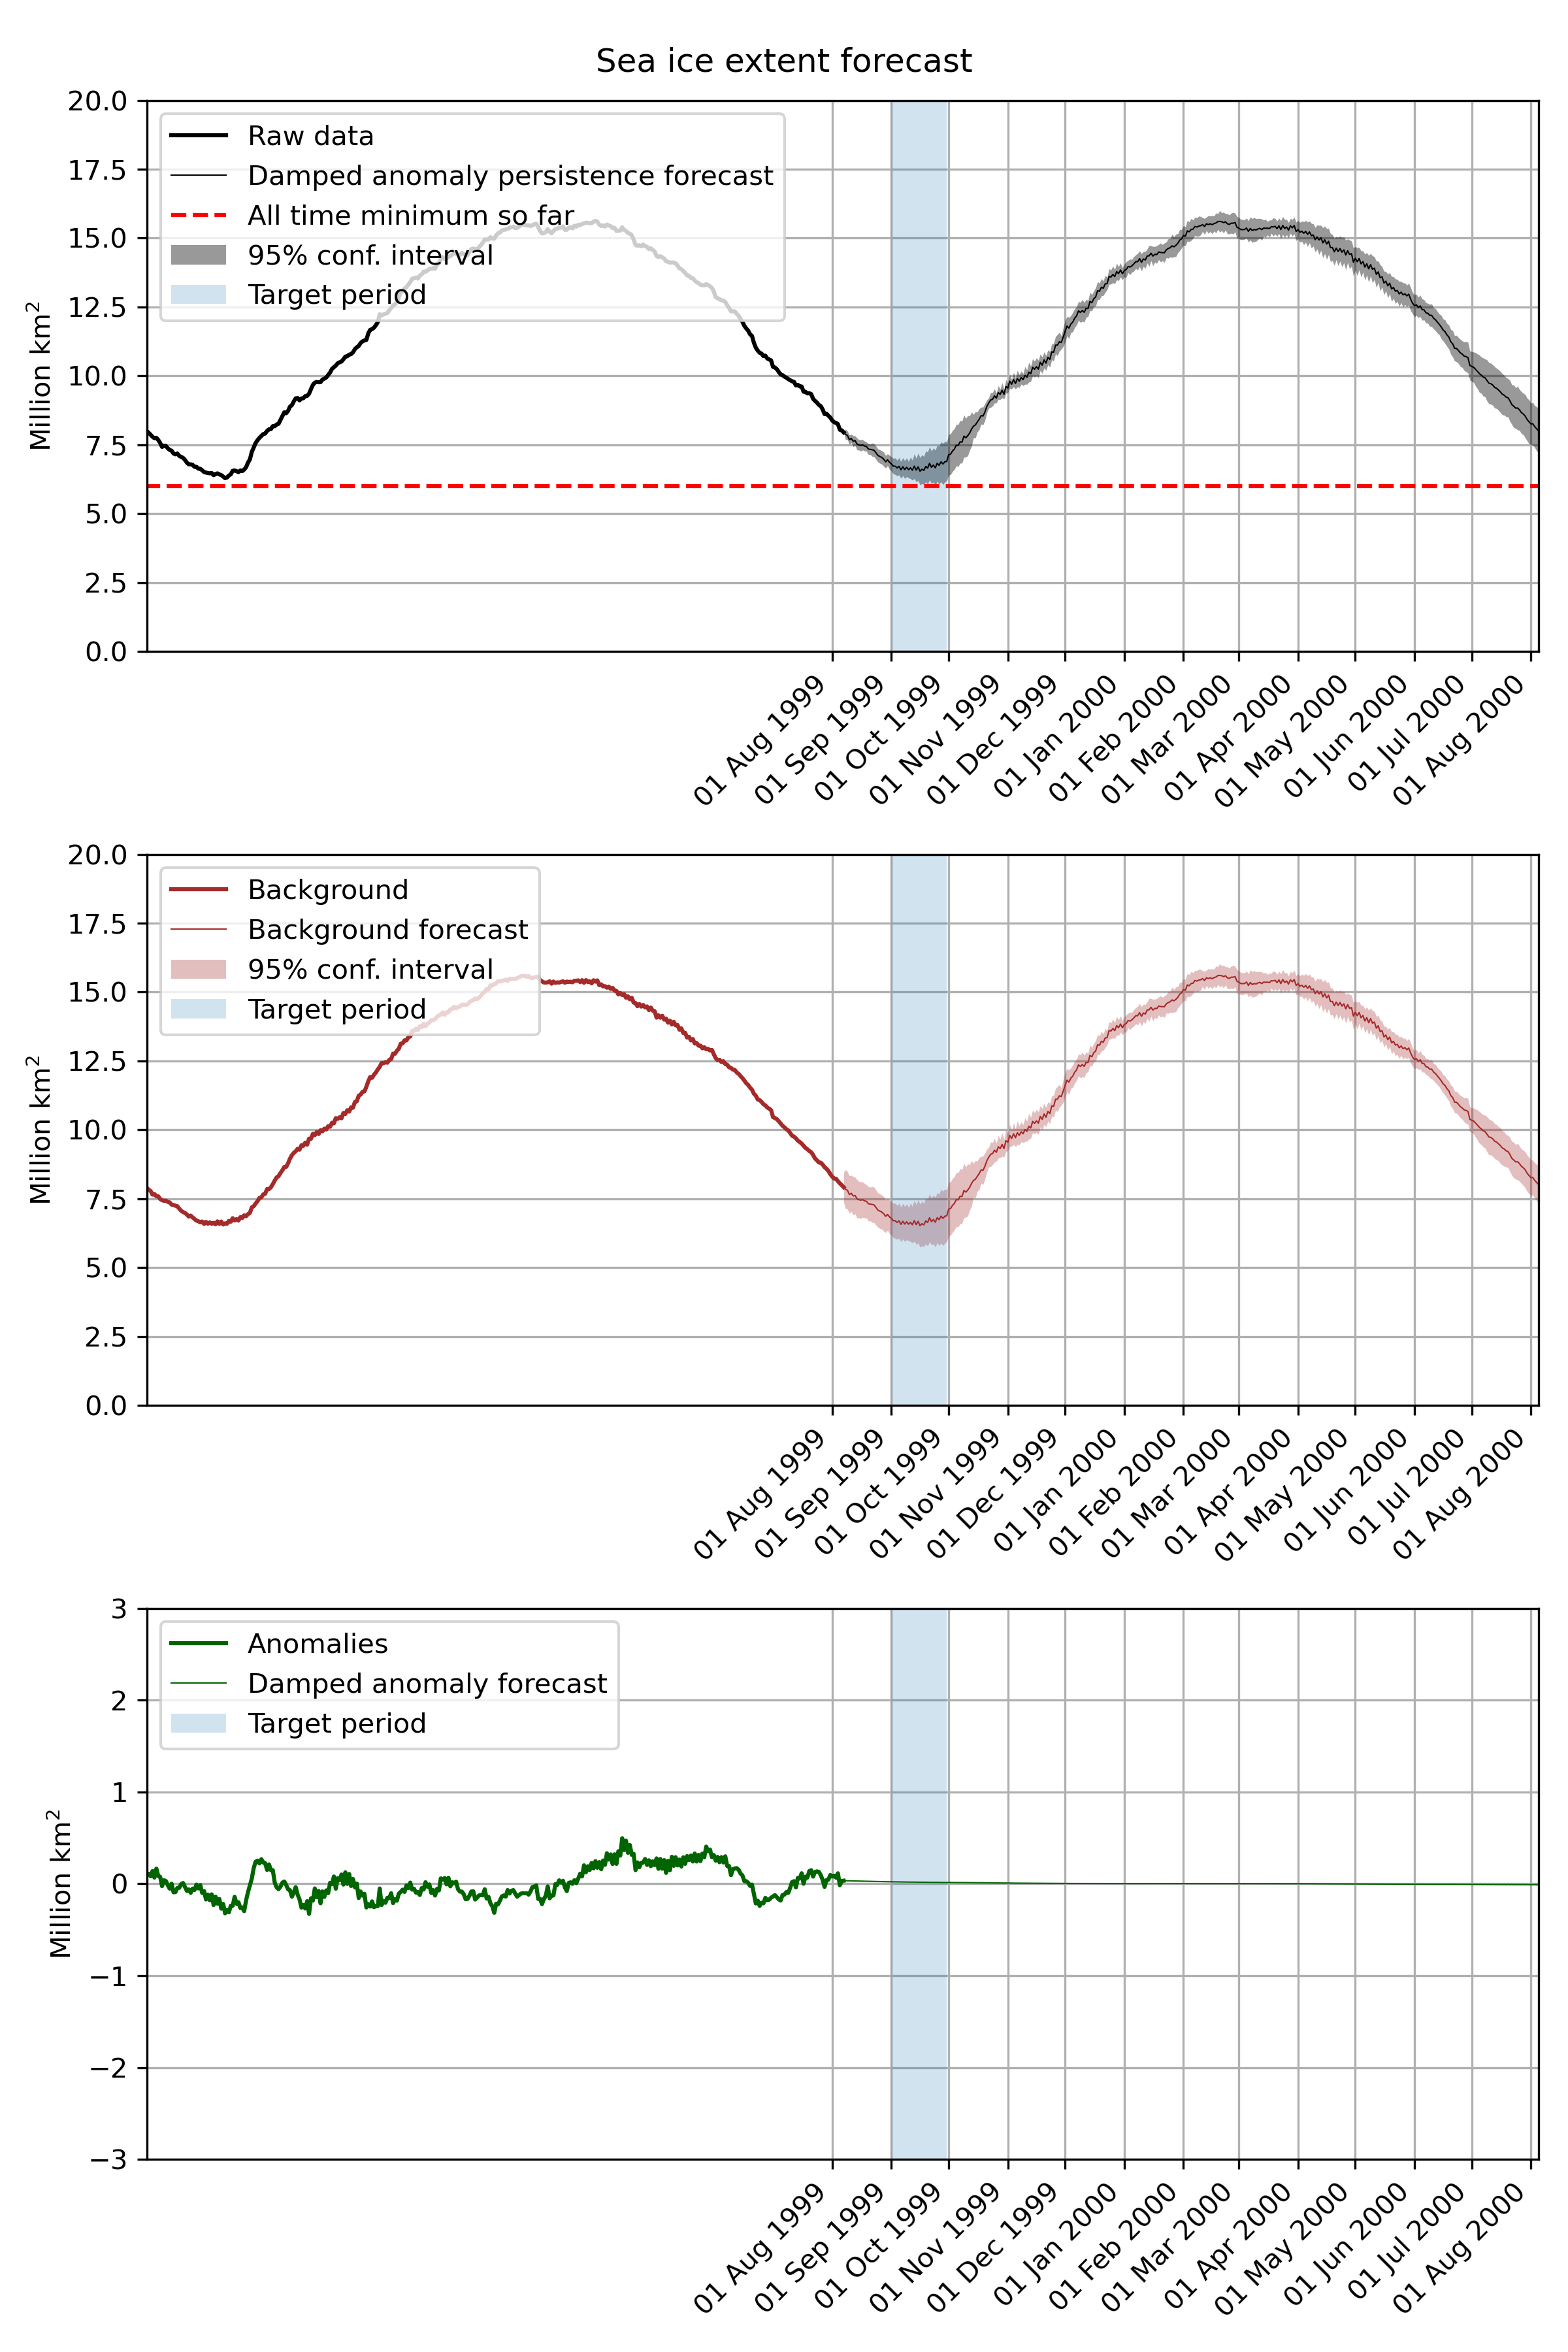 Sea ice extent forecast
20.0
17.5
15.0
12.5
10.0
7.5
5.0
2.5
0.0
Million km²
Raw data
Damped anomaly persistence forecast
All time minimum so far
95% conf. interval
Target period
01 Aug 1999
01 Sep 1999
01 Oct 1999
01 Nov 1999
01 Dec 1999
01 Jan 2000
01 Feb 2000
01 Mar 2000
01 Apr 2000
01 May 2000
01 Jun 2000
01 Jul 2000
01 Aug 2000
20.0
17.5
15.0
12.5
10.0
7.5
5.0
2.5
0.0
Million km²
Background
Background forecast
95% conf. interval
Target period
01 Aug 1999
01 Sep 1999
01 Oct 1999
01 Nov 1999
01 Dec 1999
01 Jan 2000
01 Feb 2000
01 Mar 2000
01 Apr 2000
01 May 2000
01 Jun 2000
01 Jul 2000
01 Aug 2000
3
2
1
0
−1
−2
−3
Million km²
Anomalies
Damped anomaly forecast
Target period
01 Aug 1999
01 Sep 1999
01 Oct 1999
01 Nov 1999
01 Dec 1999
01 Jan 2000
01 Feb 2000
01 Mar 2000
01 Apr 2000
01 May 2000
01 Jun 2000
01 Jul 2000
01 Aug 2000